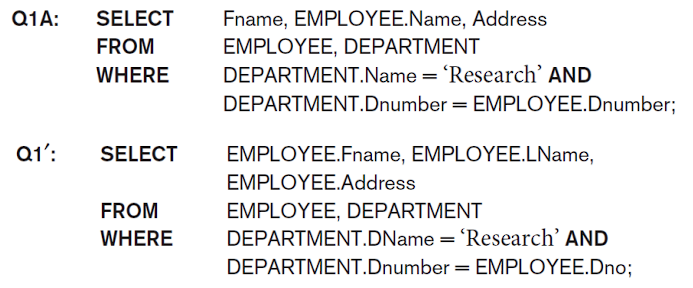 Q1A: SELECT Fname, EMPLOYEE.Name, Address
FROM EMPLOYEE, DEPARTMENT
WHERE DEPARTMENT.Name = ‘Research’ AND
DEPARTMENT.Dnumber = EMPLOYEE.Dnumber;
Q1′: SELECT EMPLOYEE.Fname, EMPLOYEE.LName,
EMPLOYEE.Address
FROM EMPLOYEE, DEPARTMENT
WHERE DEPARTMENT.DName = ‘Research’ AND
DEPARTMENT.Dnumber = EMPLOYEE.Dno;